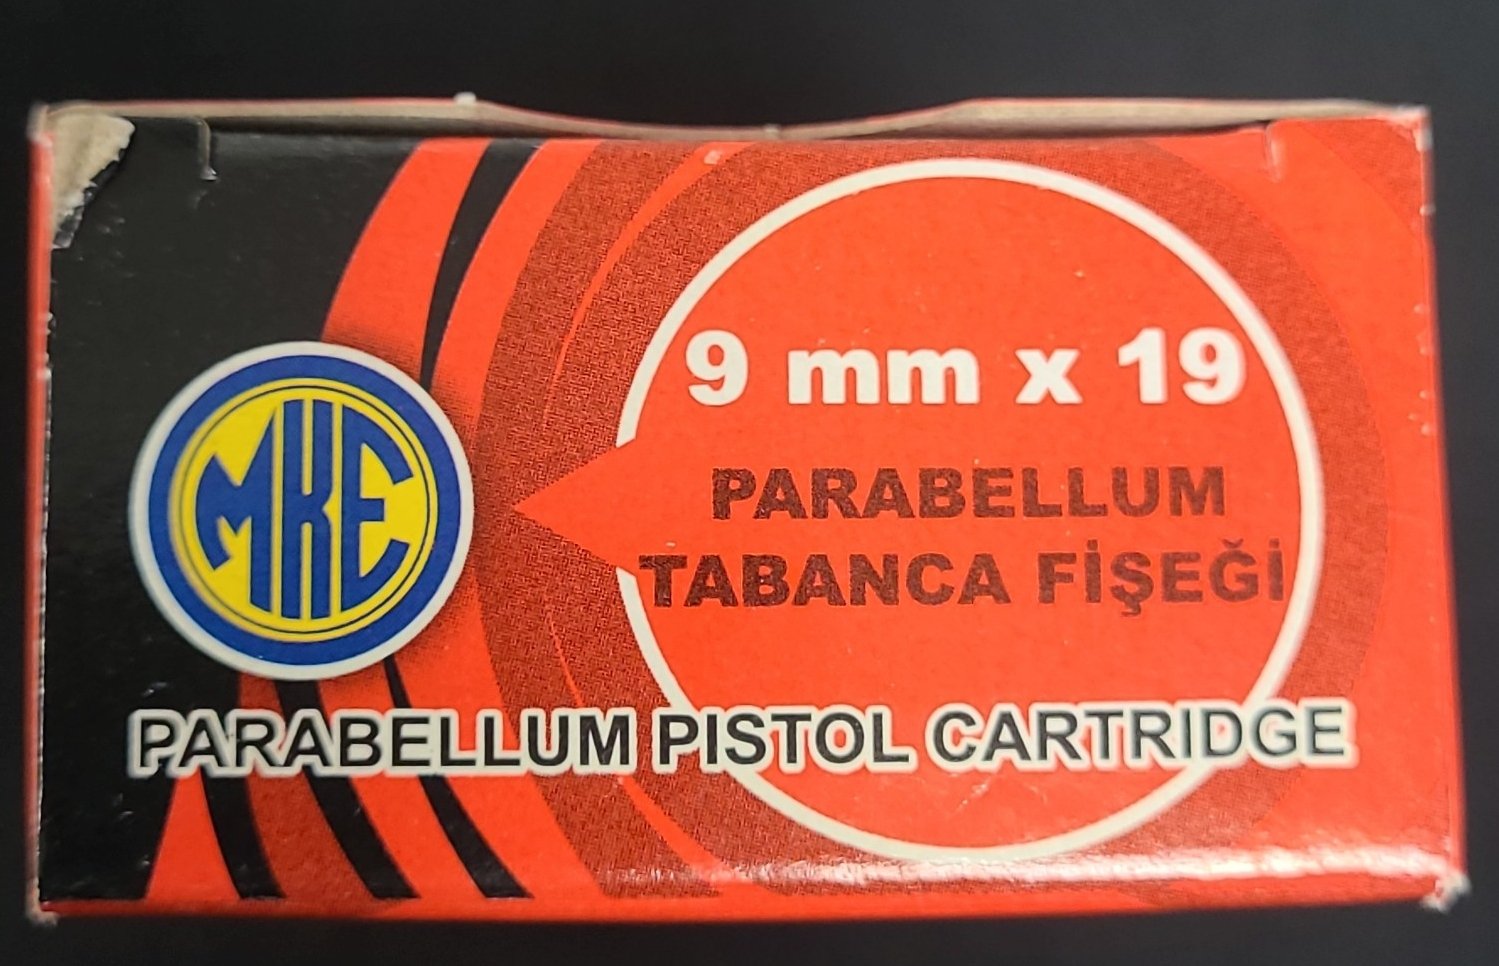 9 mm x 19
PARABELLUM
TABANCA FİŞEĞİ
MKE
PARABELLUM PISTOL CARTRIDGE